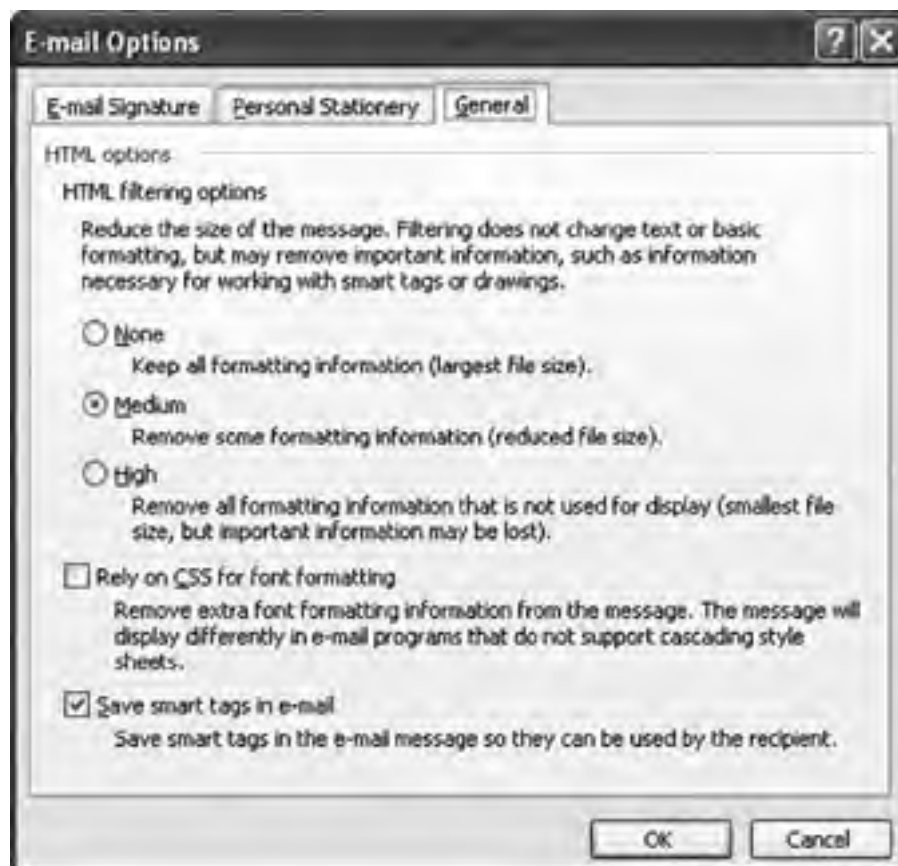 E-mail Options
E-mail Signature
Personal Stationery
General
HTML options
HTML filtering options
Reduce the size of the message. Filtering does not change text or basic
formatting, but may remove important information, such as information
necessary for working with smart tags or drawings.
None
Keep all formatting information (largest file size).
Medium
Remove some formatting information (reduced file size).
High
Remove all formatting information that is not used for display (smallest file
size, but important information may be lost).
Rely on CSS for font formatting
Remove extra font formatting information from the message. The message will
display differently in e-mail programs that do not support cascading style
sheets.
Save smart tags in e-mail
Save smart tags in the e-mail message so they can be used by the recipient.
OK
Cancel